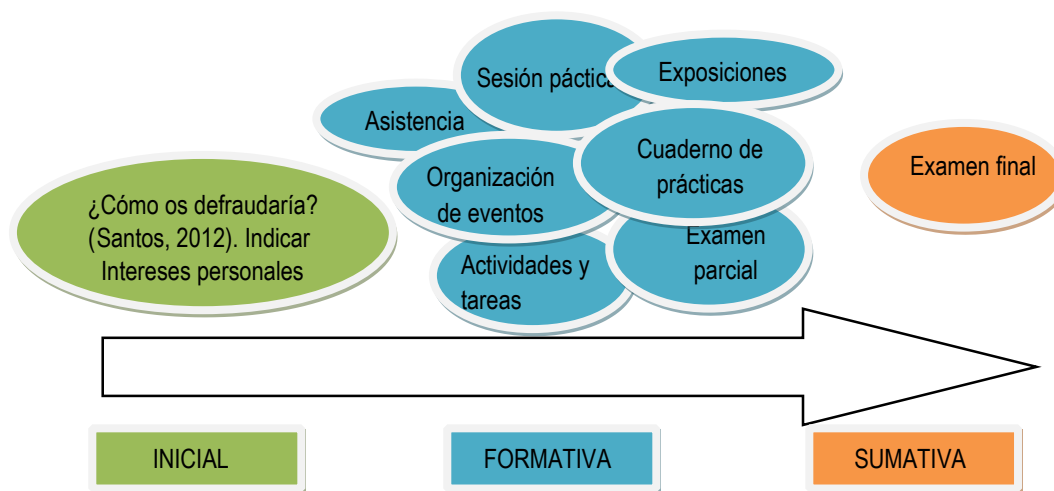 ¿Cómo os defraudaría?
(Santos, 2012). Indicar
Intereses personales
Asistencia
Sesión páctica
Exposiciones
Organización
de eventos
Cuaderno de
prácticas
Actividades y
tareas
Examen
parcial
Examen final
INICIAL
FORMATIVA
SUMATIVA